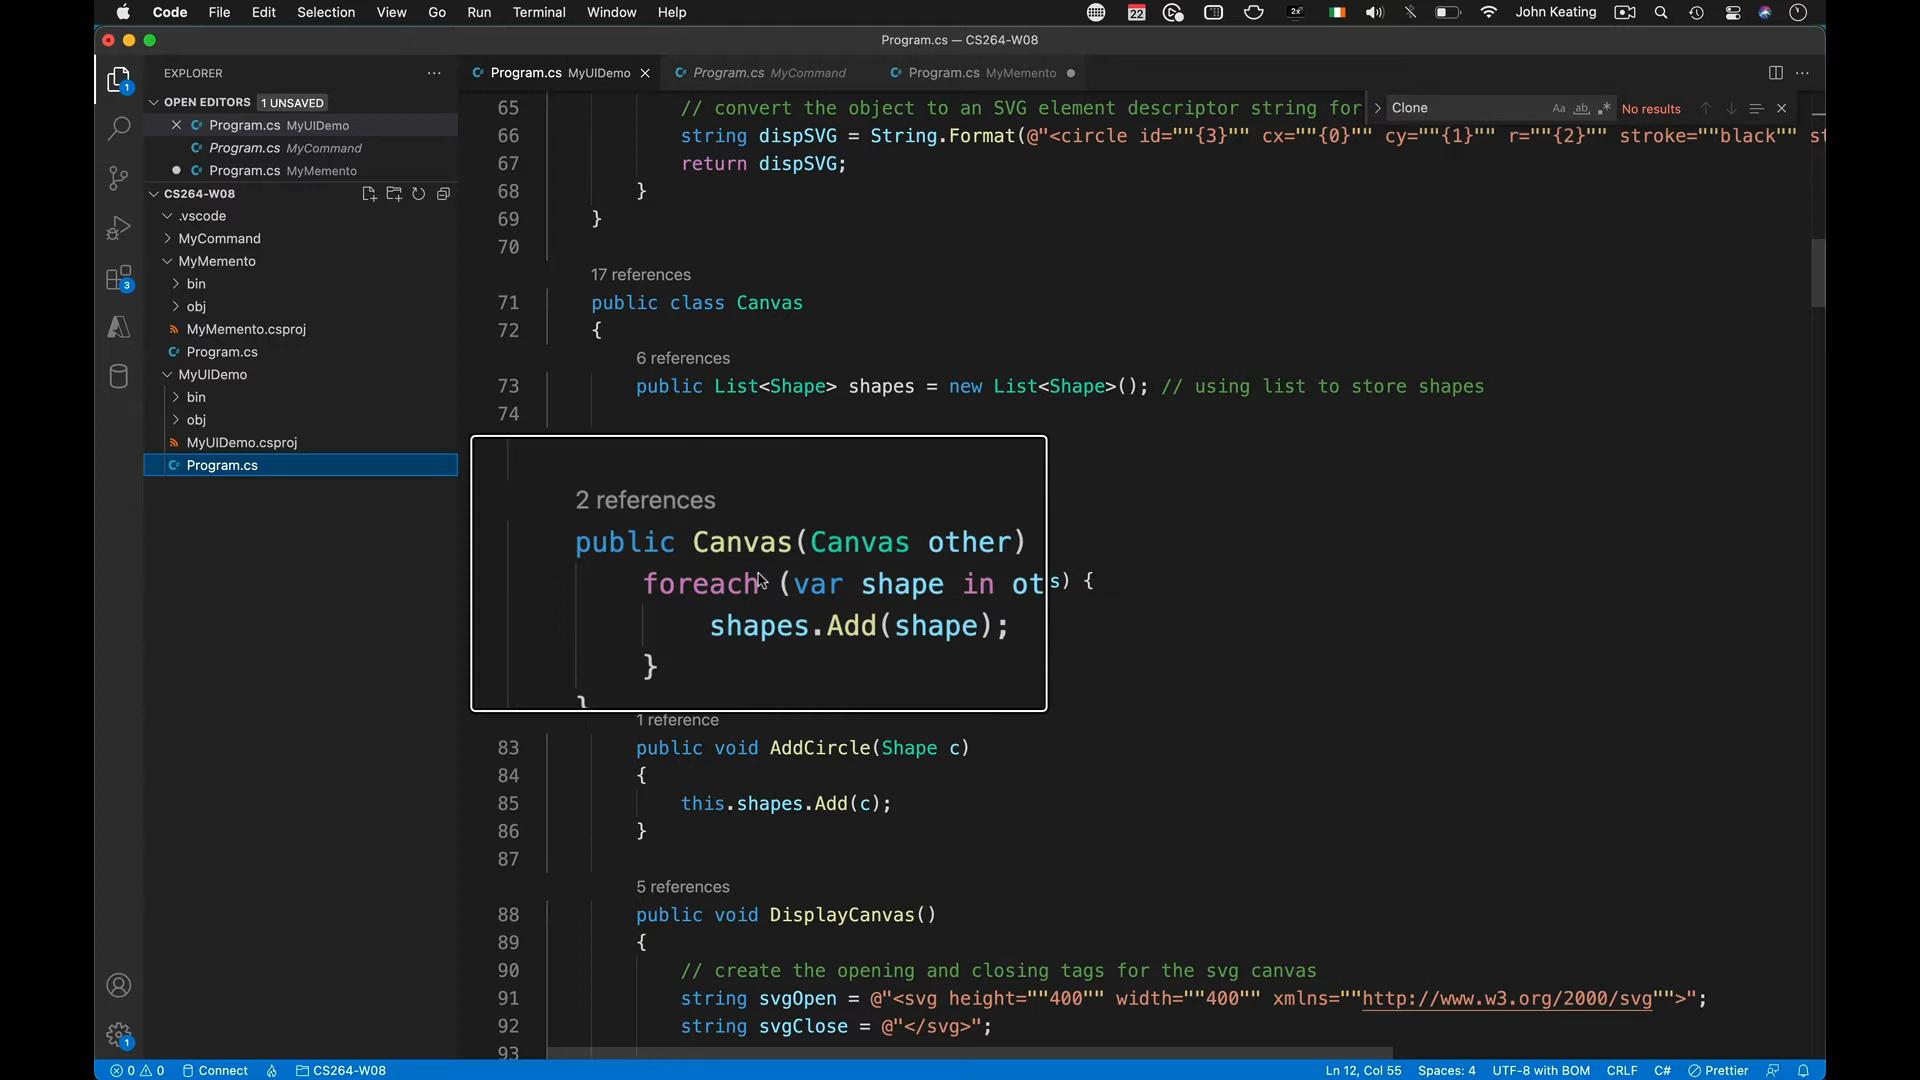 Code File Edit Selection View Go Run Terminal Window Help
22 2x John Keating
Program.cs — CS264-W08
EXPLORER
Program.cs MyUIDemo
Program.cs MyCommand
Program.cs MyMemento
OPEN EDITORS 1 UNSAVED
Program.cs MyUIDemo
Program.cs MyCommand
Program.cs MyMemento
CS264-W08
.vscode
MyCommand
MyMemento
bin
obj
MyMemento.csproj
Program.cs
MyUIDemo
bin
obj
MyUIDemo.csproj
Program.cs
1
3
1
Clone Aa ab No results
65 // convert the object to an SVG element descriptor string for
66 string dispSVG = String.Format(@"<circle id=""{3}"" cx=""{0}"" cy=""{1}"" r=""{2}"" stroke=""black"" st
67 return dispSVG;
68 }
69 }
70
17 references
71 public class Canvas
72 {
6 references
73 public List<Shape> shapes = new List<Shape>(); // using list to store shapes
74
2 references
public Canvas(Canvas other)
foreach (var shape in ots) {
shapes.Add(shape);
}
}
1 reference
83 public void AddCircle(Shape c)
84 {
85 this.shapes.Add(c);
86 }
87
5 references
88 public void DisplayCanvas()
89 {
90 // create the opening and closing tags for the svg canvas
91 string svgOpen = @"<svg height=""400"" width=""400"" xmlns=""http://www.w3.org/2000/svg"">";
92 string svgClose = @"</svg>";
93
0 0 Connect CS264-W08 Ln 12, Col 55 Spaces: 4 UTF-8 with BOM CRLF C# Prettier